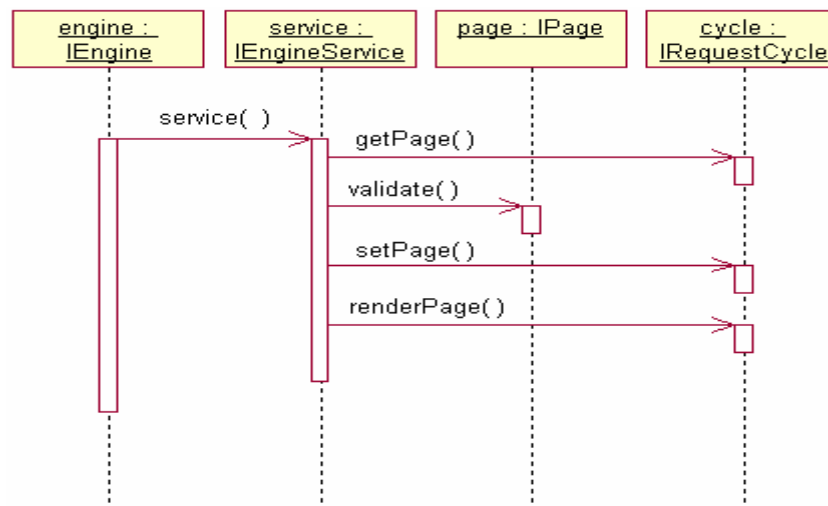 engine :
IEngine
service :
IEngineService
page : IPage
cycle :
IRequestCycle
service( )
getPage( )
validate( )
setPage( )
renderPage( )